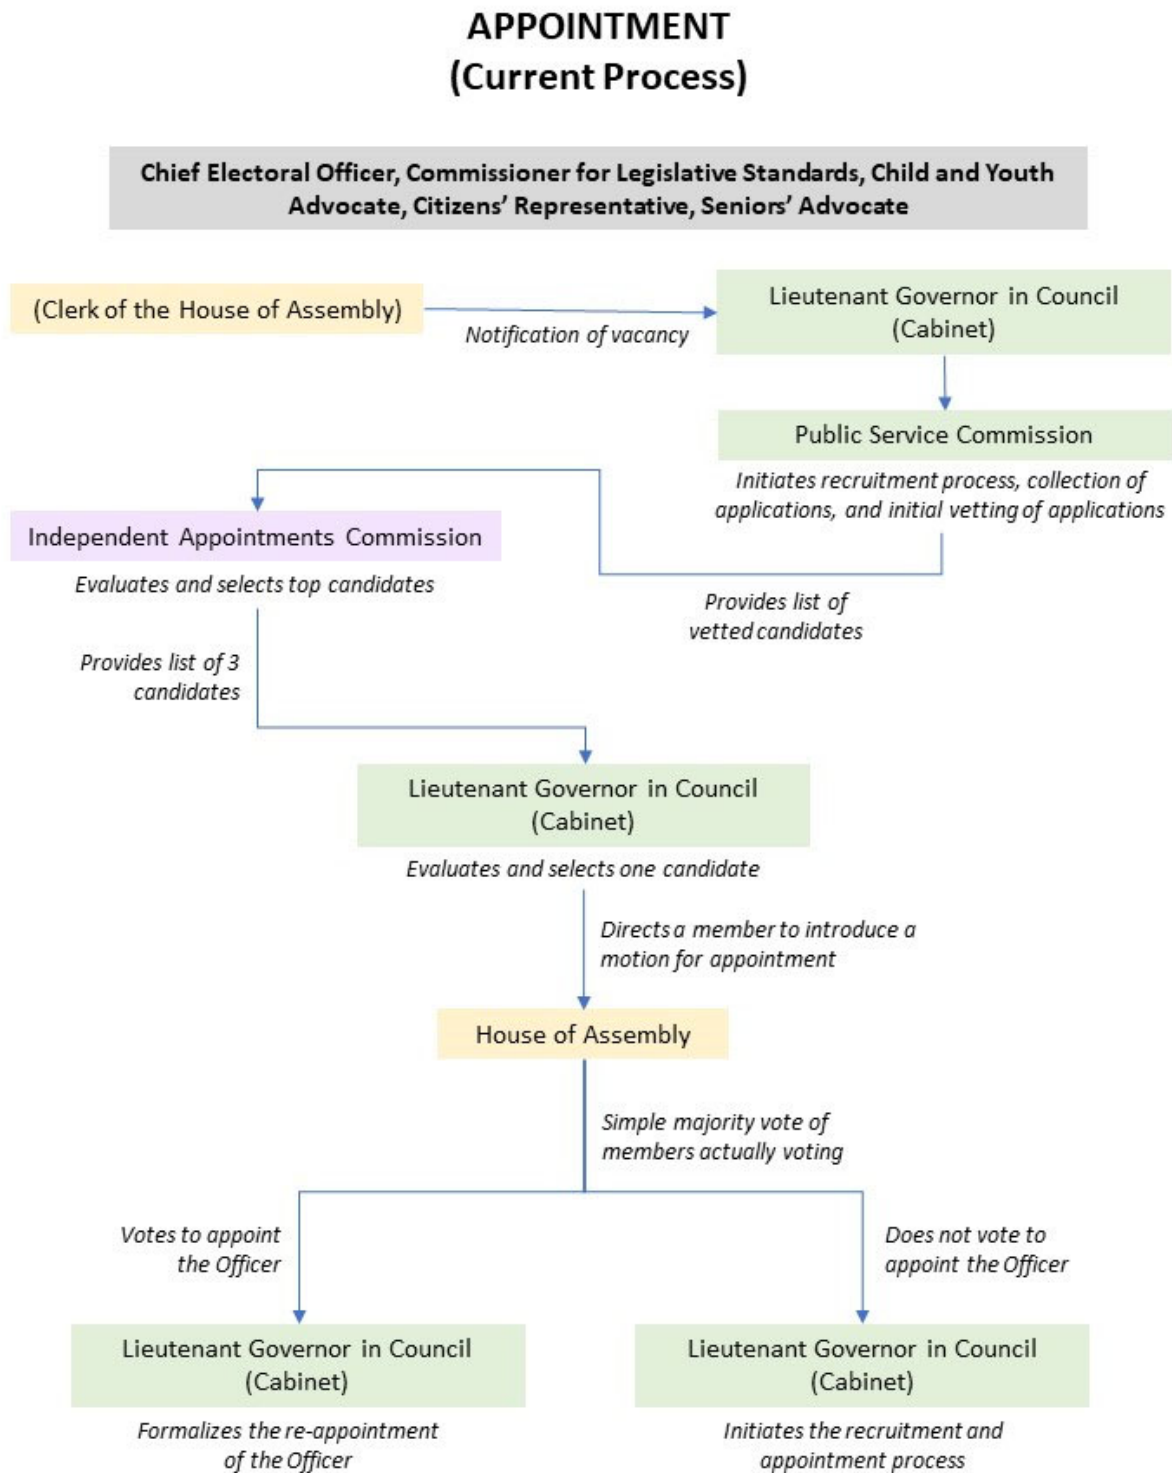 APPOINTMENT
(Current Process)
Chief Electoral Officer, Commissioner for Legislative Standards, Child and Youth
Advocate, Citizens’ Representative, Seniors’ Advocate
(Clerk of the House of Assembly)
Notification of vacancy
Lieutenant Governor in Council
(Cabinet)
Public Service Commission
Initiates recruitment process, collection of
applications, and initial vetting of applications
Provides list of
vetted candidates
Independent Appointments Commission
Evaluates and selects top candidates
Provides list of 3
candidates
Lieutenant Governor in Council
(Cabinet)
Evaluates and selects one candidate
Directs a member to introduce a
motion for appointment
House of Assembly
Simple majority vote of
members actually voting
Votes to appoint
the Officer
Does not vote to
appoint the Officer
Lieutenant Governor in Council
(Cabinet)
Formalizes the re-appointment
of the Officer
Lieutenant Governor in Council
(Cabinet)
Initiates the recruitment and
appointment process